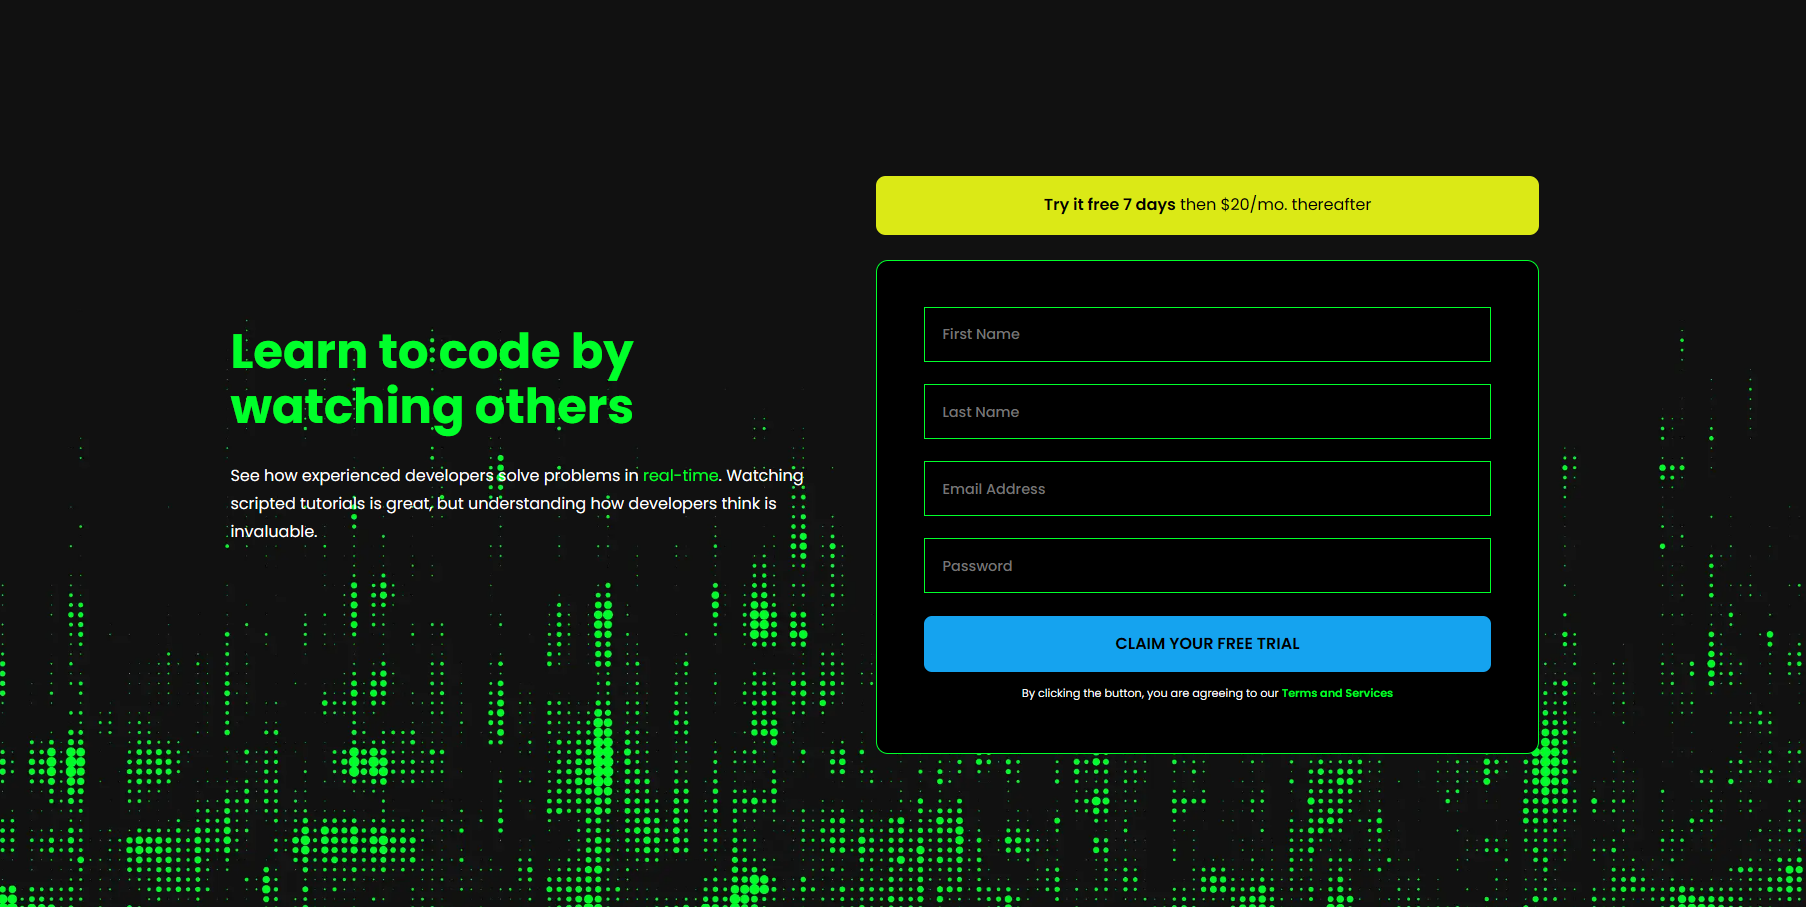 Learn to code by
watching others
See how experienced developers solve problems in real-time. Watching
scripted tutorials is great, but understanding how developers think is
invaluable.
Try it free 7 days then $20/mo. thereafter
First Name
Last Name
Email Address
Password
CLAIM YOUR FREE TRIAL
By clicking the button, you are agreeing to our Terms and Services